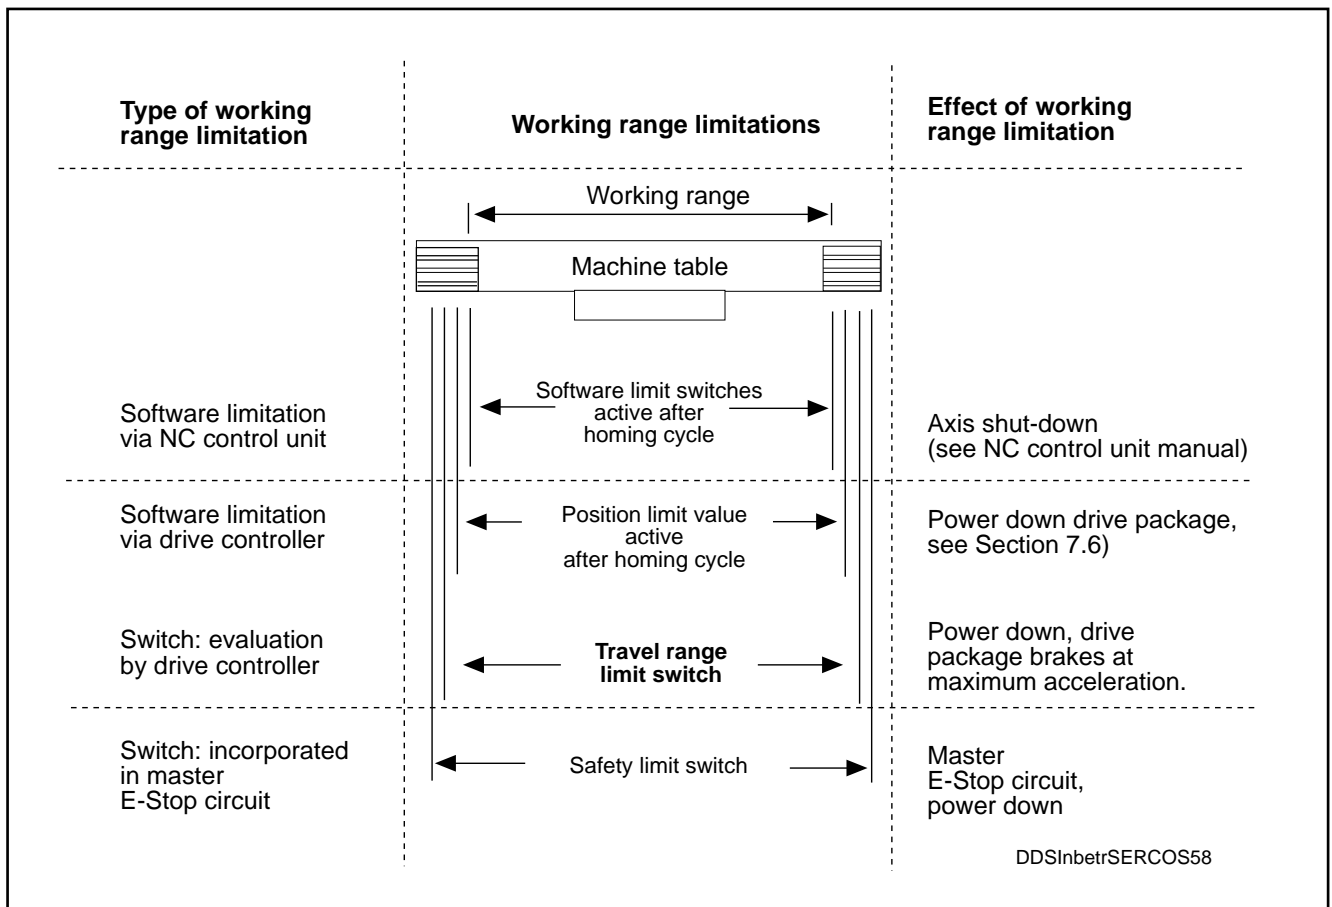 Type of working
range limitation
Working range limitations
Effect of working
range limitation
Working range
Machine table
Software limitation
via NC control unit
Software limit switches
active after
homing cycle
Axis shut-down
(see NC control unit manual)
Software limitation
via drive controller
Position limit value
active
after homing cycle
Power down drive package,
see Section 7.6)
Switch: evaluation
by drive controller
Travel range
limit switch
Power down, drive
package brakes at
maximum acceleration.
Switch: incorporated
in master
E-Stop circuit
Safety limit switch
Master
E-Stop circuit,
power down
DDSInbetrSERCOS58